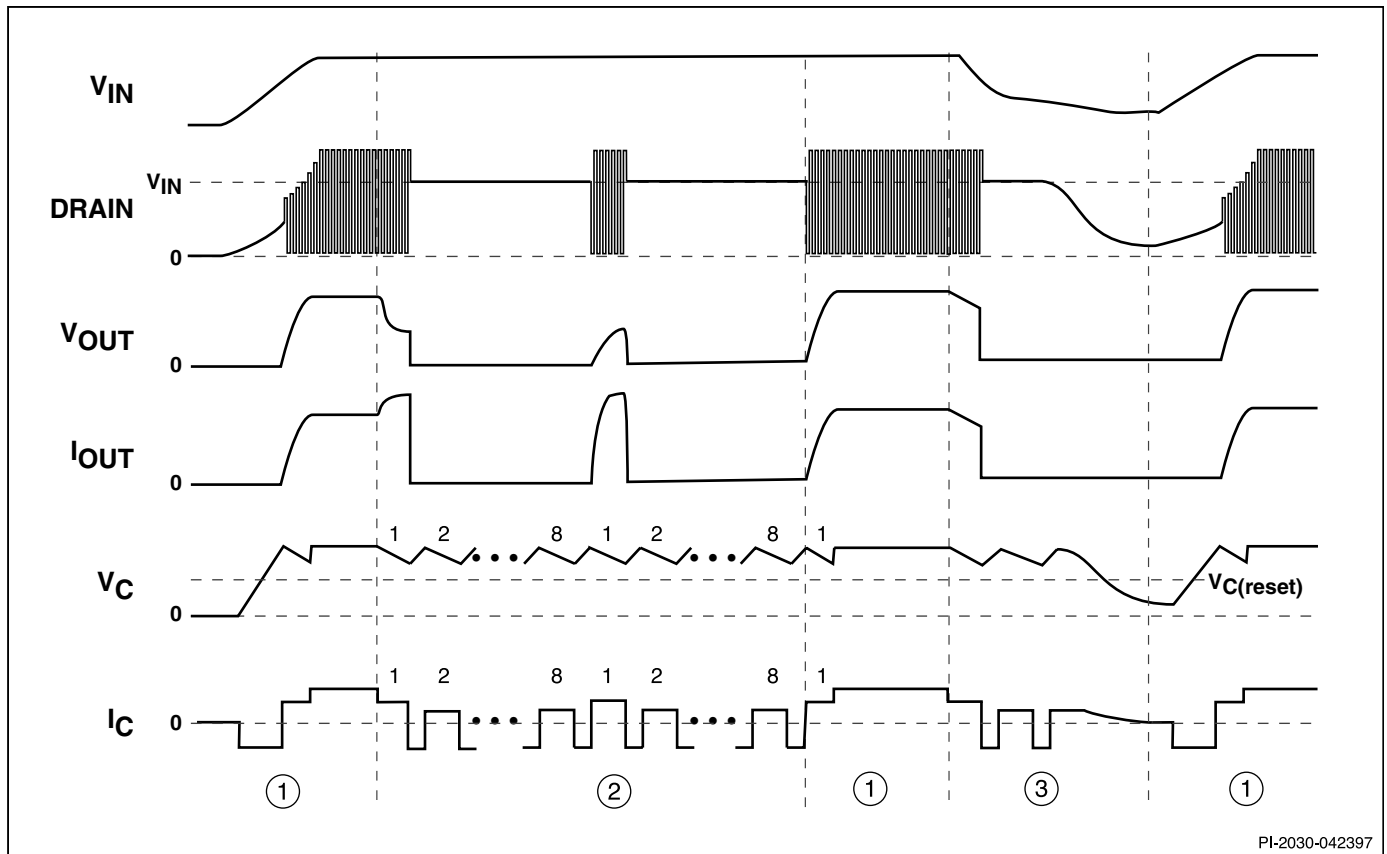 VIN
VIN
DRAIN
0
VOUT
0
IOUT
0
1 2 8 1 2 8 1
VC
VC(reset)
0
1 2 8 1 2 8 1
IC
0
1 2 1 3 1
PI-2030-042397